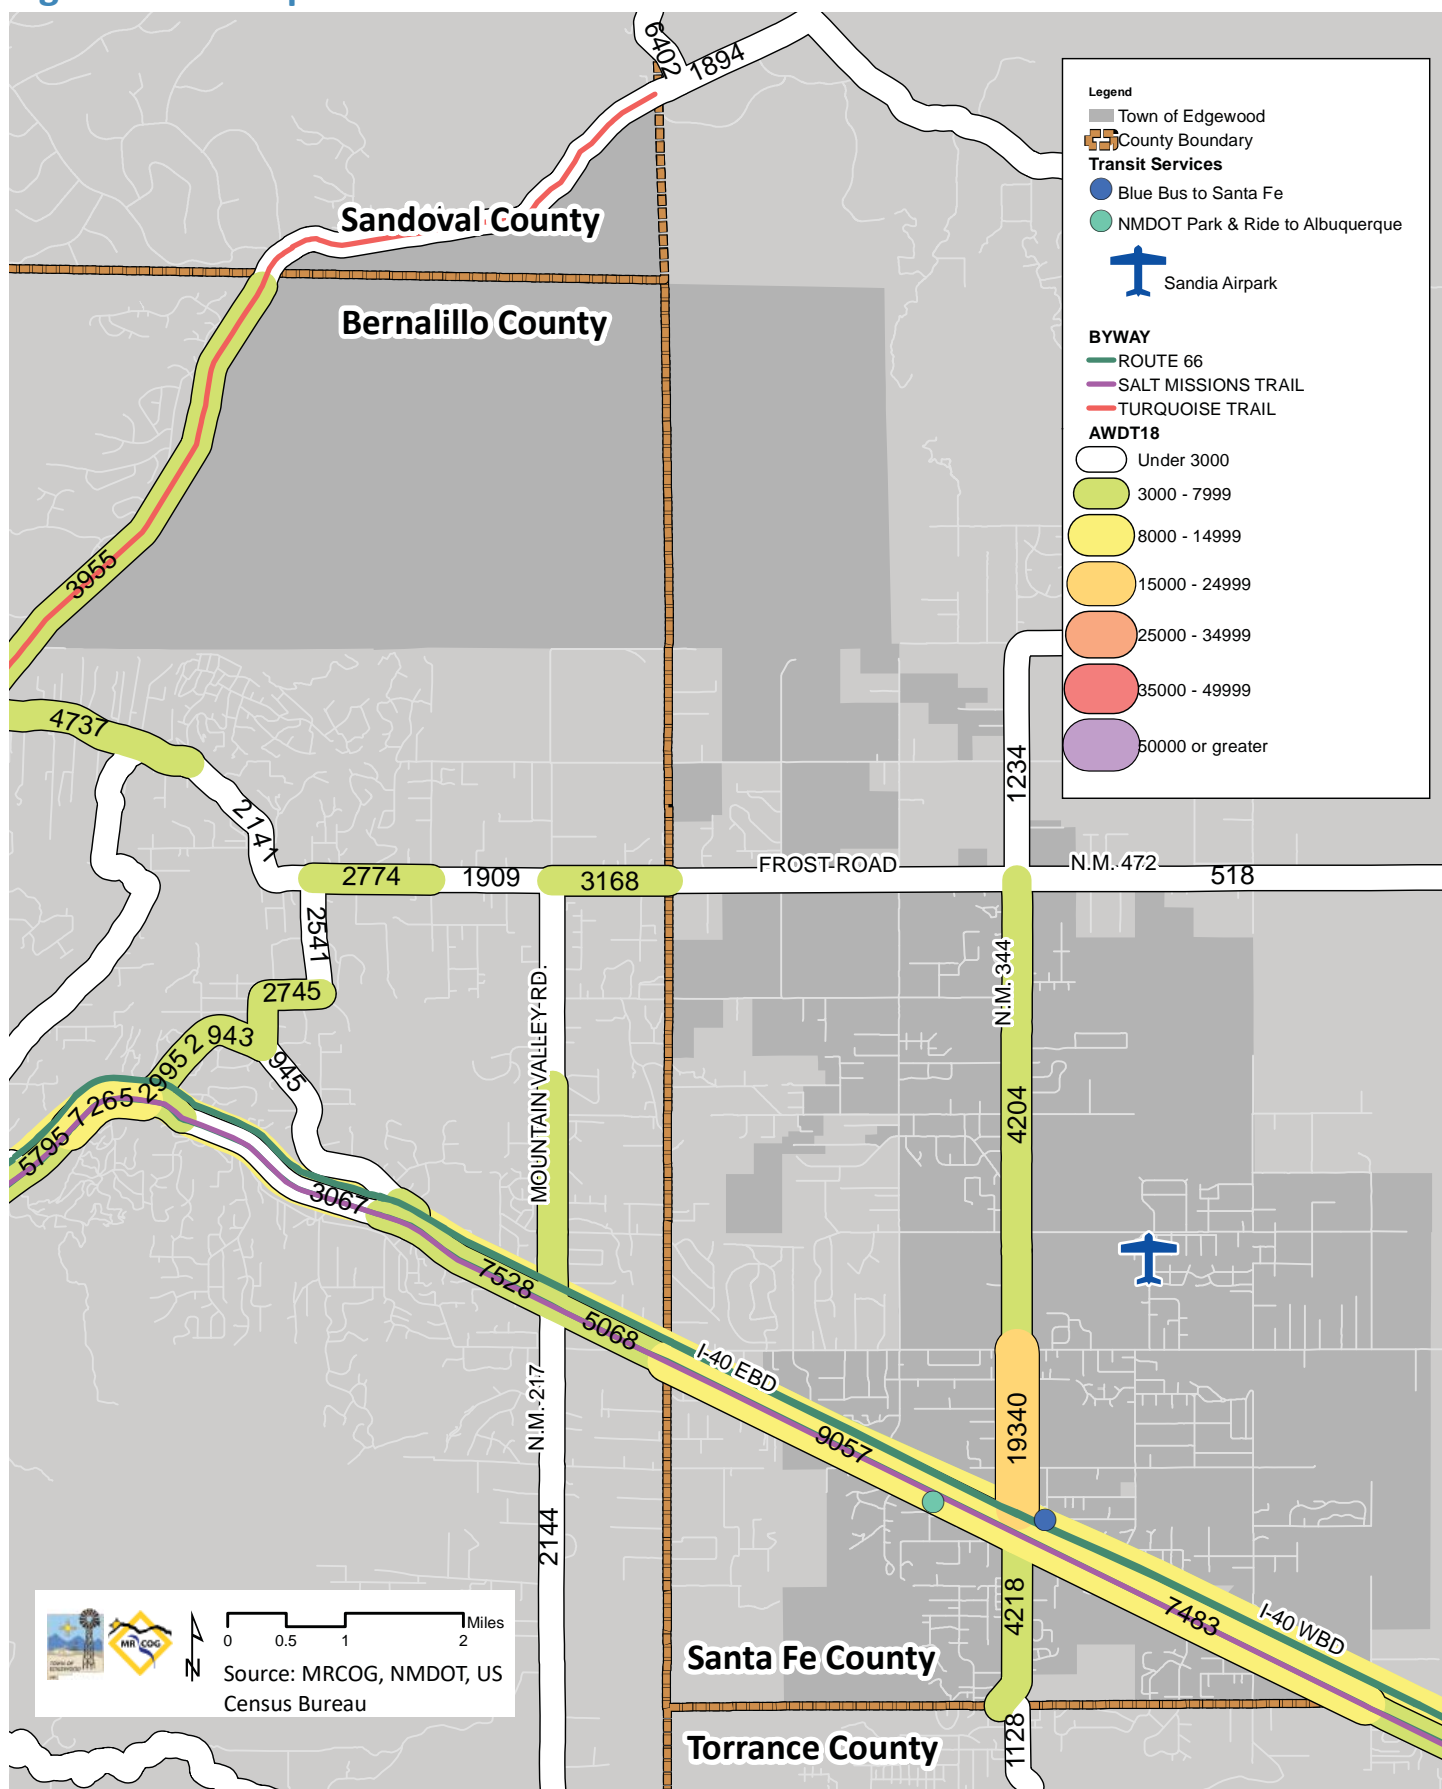 6402
1894
Legend
Town of Edgewood
County Boundary
Transit Services
Blue Bus to Santa Fe
NMDOT Park & Ride to Albuquerque
Sandia Airpark
BYWAY
ROUTE 66
SALT MISSIONS TRAIL
TURQUOISE TRAIL
AWDT18
Under 3000
3000 - 7999
8000 - 14999
15000 - 24999
25000 - 34999
35000 - 49999
50000 or greater
Sandoval County
Bernalillo County
3955
4737
2141
1234
2774
1909
3168
FROST ROAD
N.M. 472
518
2541
2745
2943
945
2995
7265
5795
3067
MOUNTAIN VALLEY RD.
N.M. 344
4204
7528
5068
I-40 EBD
N.M. 217
9057
19340
2144
4218
7483
I-40 WBD
Santa Fe County
Torrance County
1128
MR COG
0 0.5 1 2 Miles
N
Source: MRCOG, NMDOT, US
Census Bureau